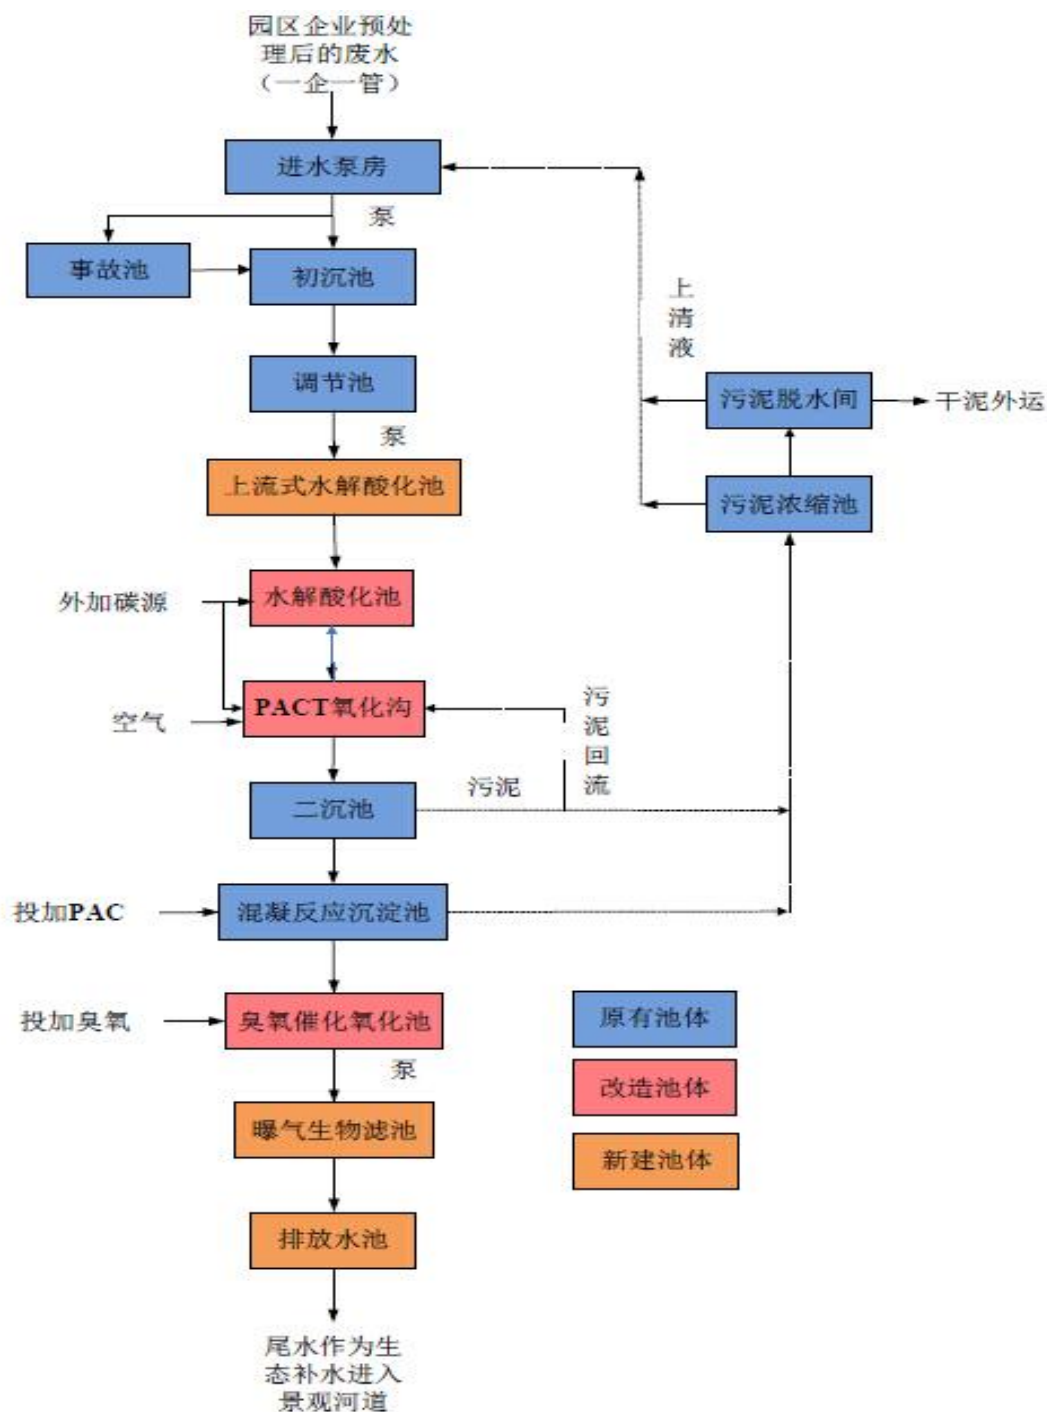 园区企业预处
理后的废水
（一企一管）
进水泵房
泵
事故池
初沉池
上
清
液
调节池
污泥脱水间
干泥外运
泵
上流式水解酸化池
污泥浓缩池
外加碳源
水解酸化池
PACT氧化沟
空气
污
泥
回
流
污泥
二沉池
投加PAC
混凝反应沉淀池
投加臭氧
臭氧催化氧化池
原有池体
泵
改造池体
曝气生物滤池
新建池体
排放水池
尾水作为生
态补水进入
景观河道